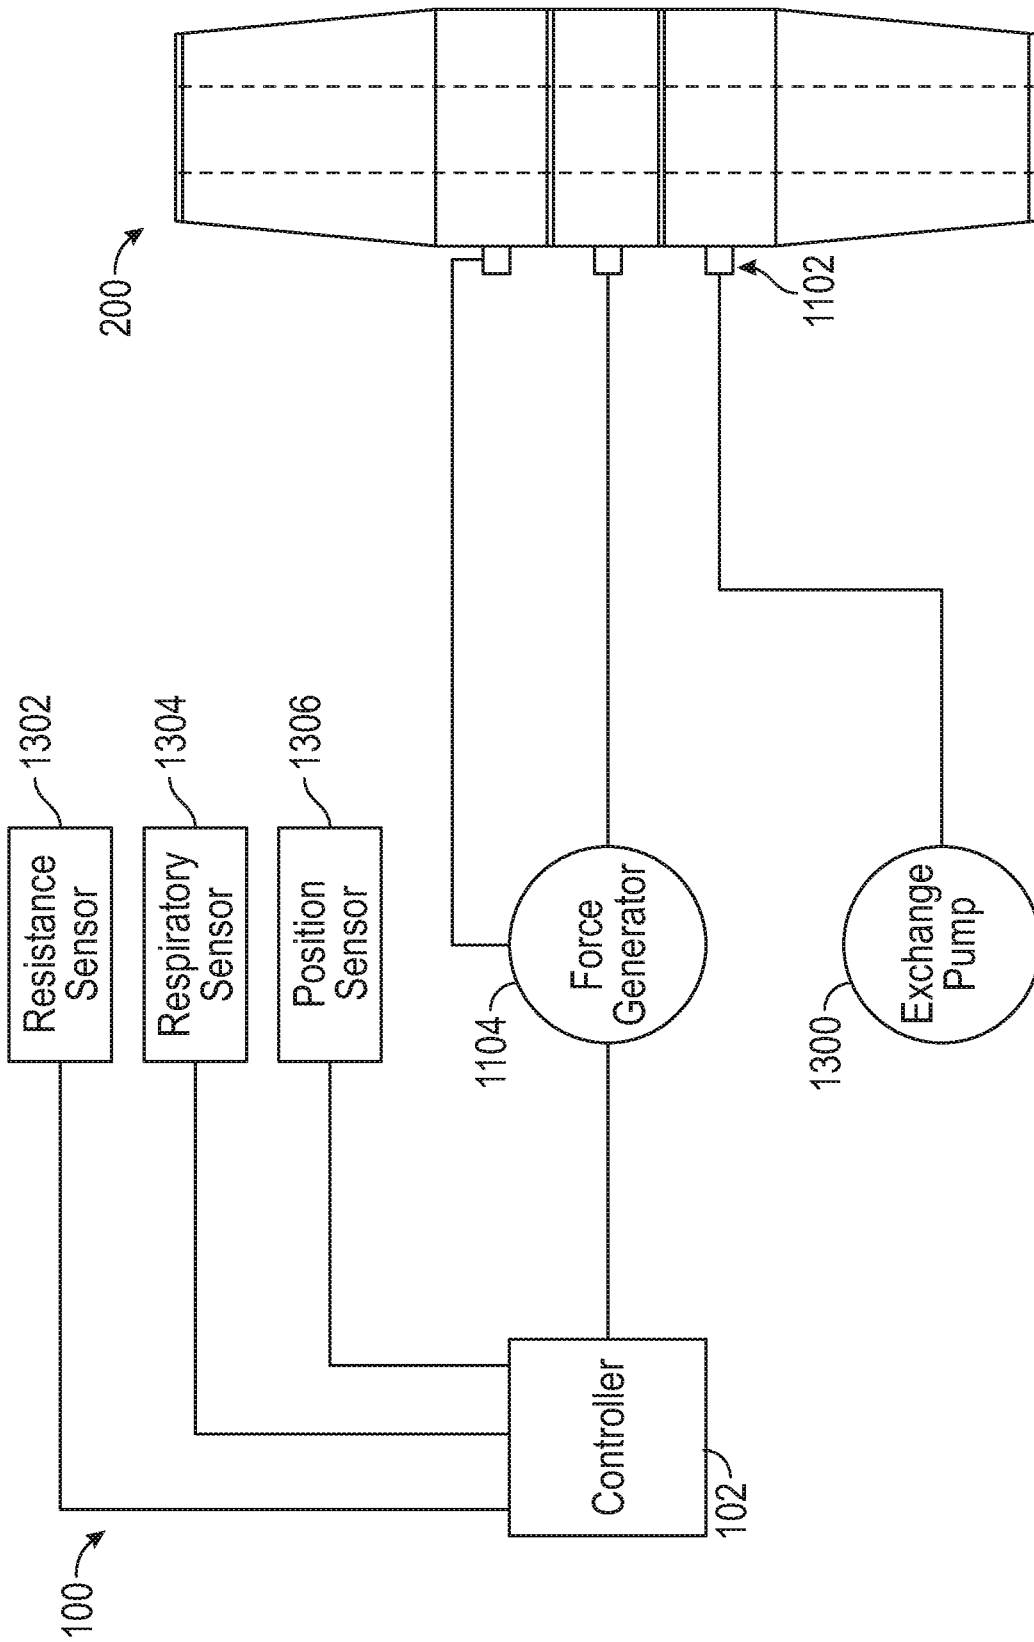 100
Resistance
Sensor
1302
Respiratory
Sensor
1304
Position
Sensor
1306
200
Controller
102
Force
Generator
1104
Exchange
Pump
1300
1102